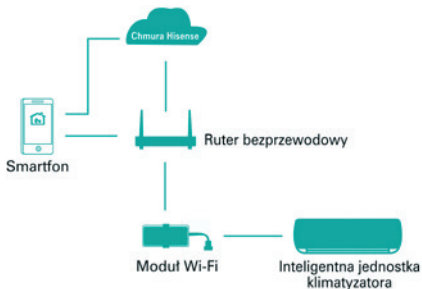 Chmura Hisense
Ruter bezprzewodowy
Smartfon
Moduł Wi-Fi
Inteligentna jednostka
klimatyzatora